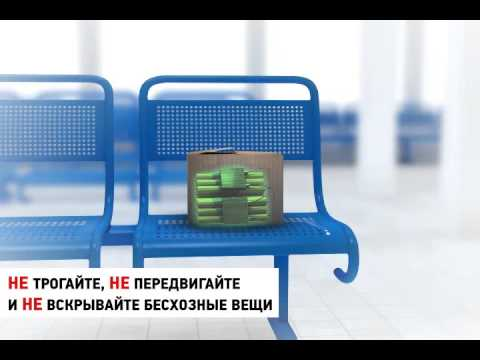 НЕ ТРОГАЙТЕ, НЕ ПЕРЕДВИГАЙТЕ
И НЕ ВСКРЫВАЙТЕ БЕСХОЗНЫЕ ВЕЩИ